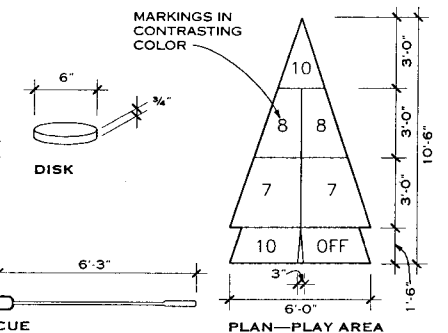 MARKINGS IN
CONTRASTING
COLOR
6"
3/4"
DISK
10
8 8
7 7
10 OFF
3'-0"
3'-0"
3'-0"
1'-6"
10'-6"
3"
6'-0"
PLAN—PLAY AREA
6'-3"
CUE